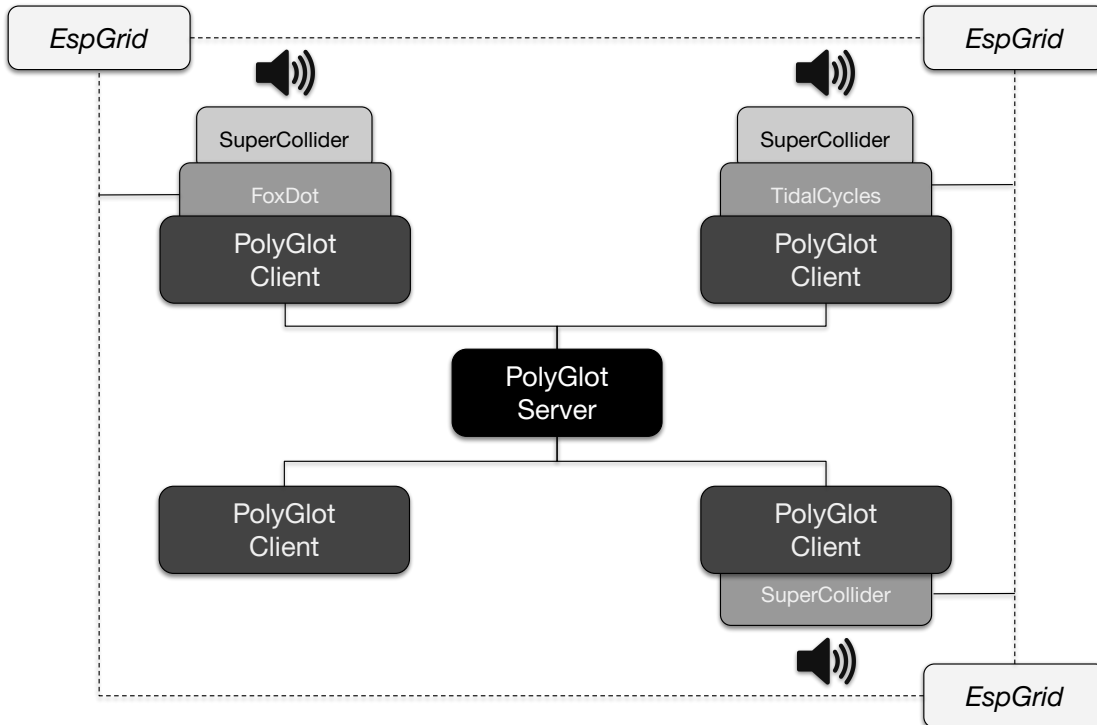 EspGrid
EspGrid
SuperCollider
SuperCollider
FoxDot
TidalCycles
PolyGlot
Client
PolyGlot
Client
PolyGlot
Server
PolyGlot
Client
PolyGlot
Client
SuperCollider
EspGrid